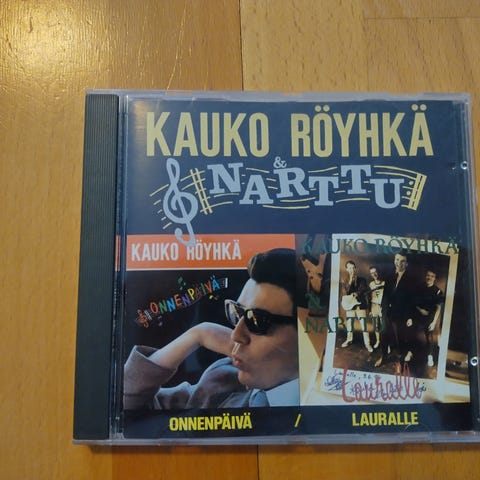 KAUKO RÖYHKÄ
&
NARTTU
KAUKO RÖYHKÄ
ONNENPÄIVÄ
KAUKO RÖYHKÄ
&
NARTTU
Lauralle
ONNENPÄIVÄ / LAURALLE